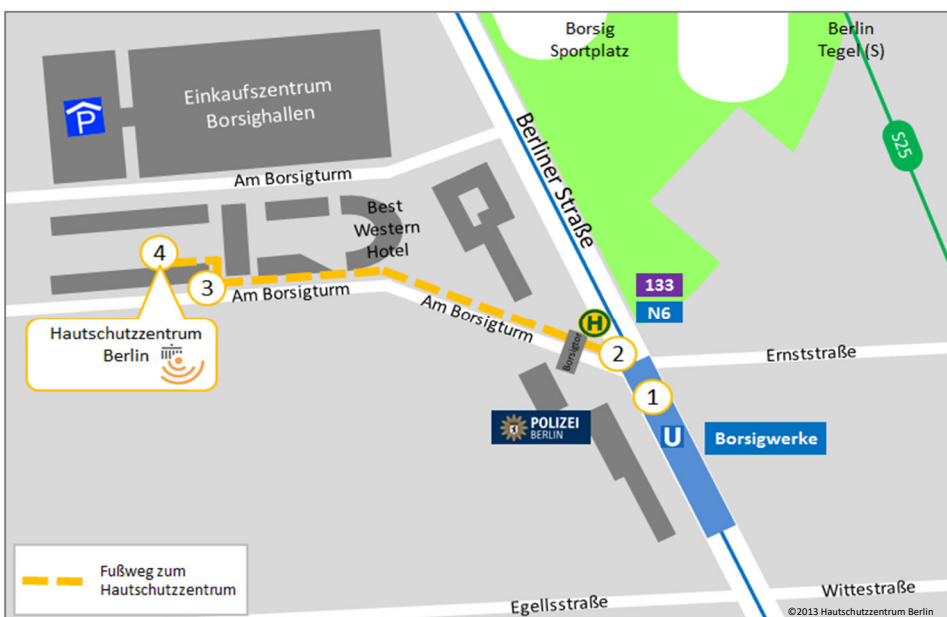 Borsig
Sportplatz
Berlin
Tegel (S)
S25
Einkaufszentrum
Borsighallen
P
Berliner Straße
Am Borsigturm
Best
Western
Hotel
4
3
Am Borsigturm
Am Borsigturm
133
N6
H
Borsigtor
2
Ernststraße
1
Hautschutzzentrum
Berlin
POLIZEI
BERLIN
U
Borsigwerke
Fußweg zum
Hautschutzzentrum
Egellsstraße
Wittestraße
©2013 Hautschutzzentrum Berlin